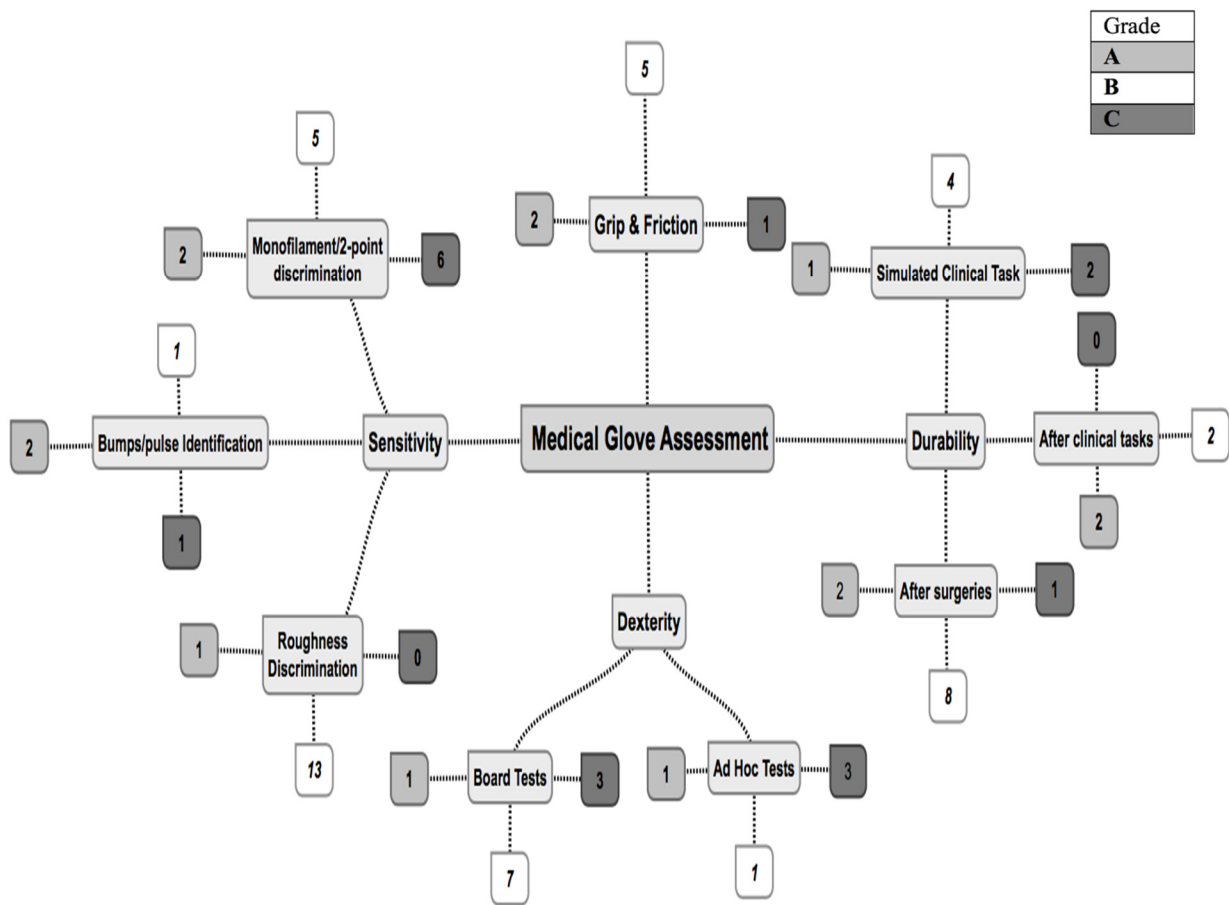 Grade
A
B
C
5
2
Grip & Friction
1
5
2
Monofilament/2-point
discrimination
6
4
1
Simulated Clinical Task
2
1
2
Bumps/pulse Identification
1
Sensitivity
Medical Glove Assessment
Durability
0
After clinical tasks
2
2
1
Roughness
Discrimination
0
13
Dexterity
2
After surgeries
1
8
1
Board Tests
3
7
1
Ad Hoc Tests
3
1